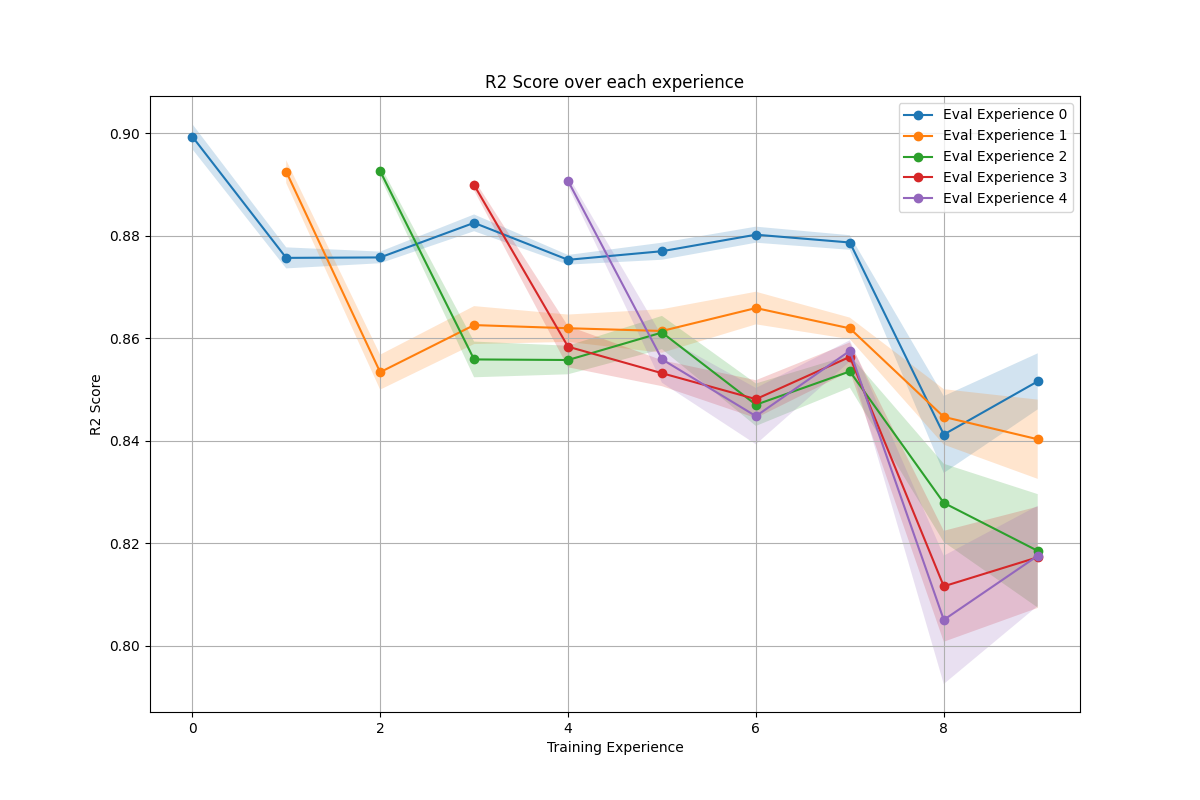 R2 Score over each experience
Eval Experience 0
Eval Experience 1
Eval Experience 2
Eval Experience 3
Eval Experience 4
R2 Score
0.90
0.88
0.86
0.84
0.82
0.80
0 2 4 6 8
Training Experience